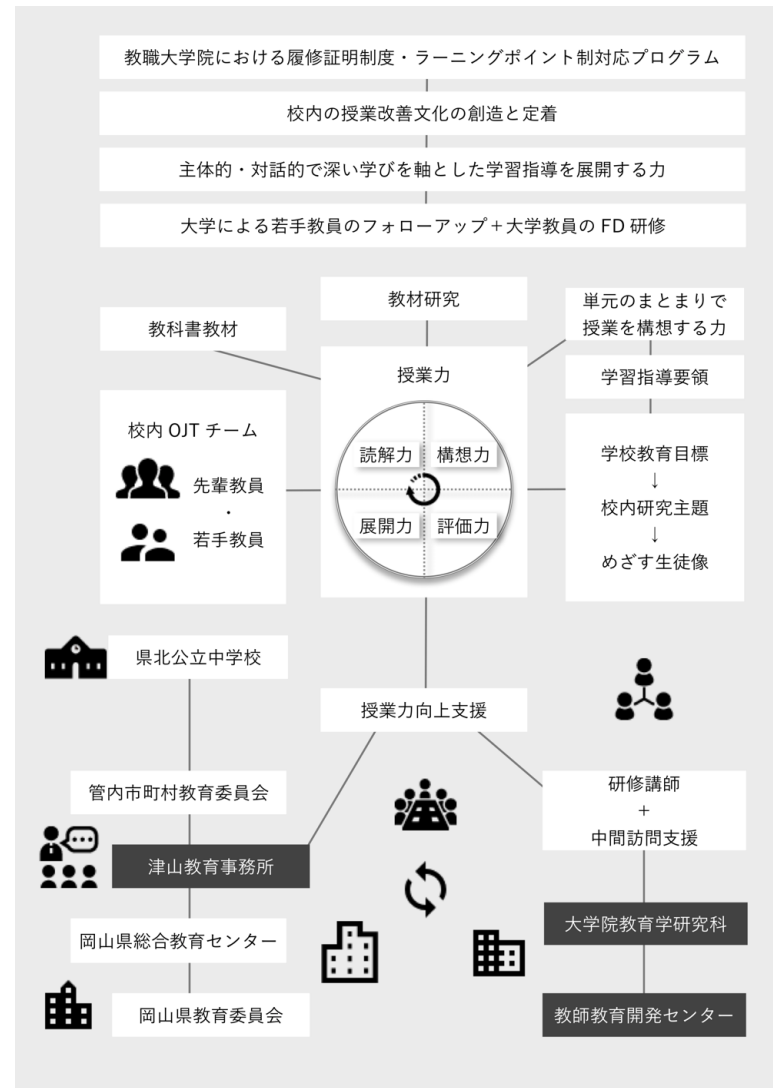 教職大学院における履修証明制度・ラーニングポイント制対応プログラム
校内の授業改善文化の創造と定着
主体的・対話的で深い学びを軸とした学習指導を展開する力
大学による若手教員のフォローアップ＋大学教員の FD 研修
教材研究
教科書教材
単元のまとまりで
授業を構想する力
授業力
学習指導要領
校内 OJT チーム
先輩教員
・
若手教員
読解力
構想力
展開力
評価力
学校教育目標
↓
校内研究主題
↓
めざす生徒像
県北公立中学校
授業力向上支援
管内市町村教育委員会
津山教育事務所
岡山県総合教育センター
岡山県教育委員会
研修講師
+
中間訪問支援
大学院教育学研究科
教師教育開発センター